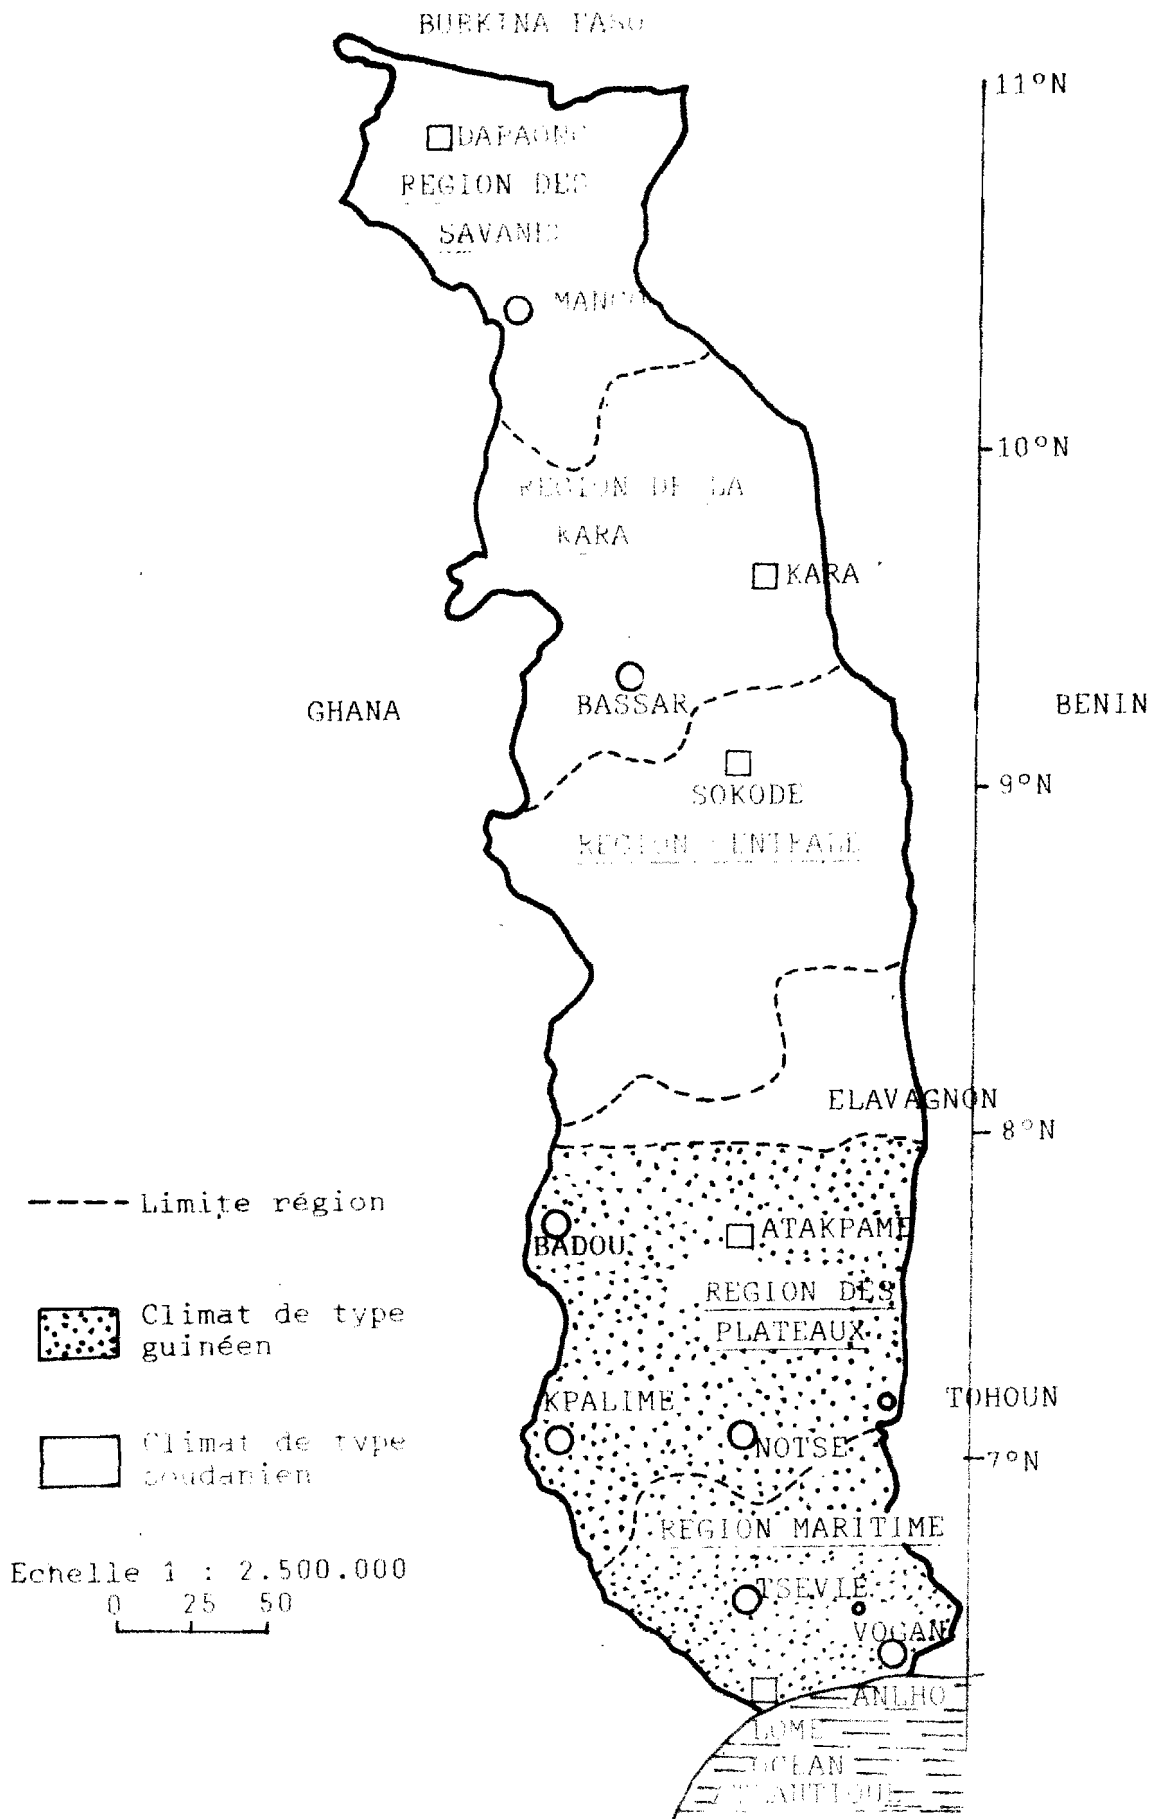 BURKINA FASO
11°N
DAPAONG
REGION DES
SAVANES
MANGO
10°N
REGION DE LA
KARA
KARA
GHANA
BASSAR
BENIN
SOKODE
9°N
REGION CENTRALE
ELAVAGNON
8°N
Limite région
BADOU
ATAKPAME
REGION DES
PLATEAUX
Climat de type
guinéen
KPALIME
TOHOUN
NOTSE
7°N
Climat de type
soudanien
REGION MARITIME
Echelle 1 : 2.500.000
0 25 50
TSEVIE
VOGAN
ANEHO
LOME
OCEAN
ATLANTIQUE